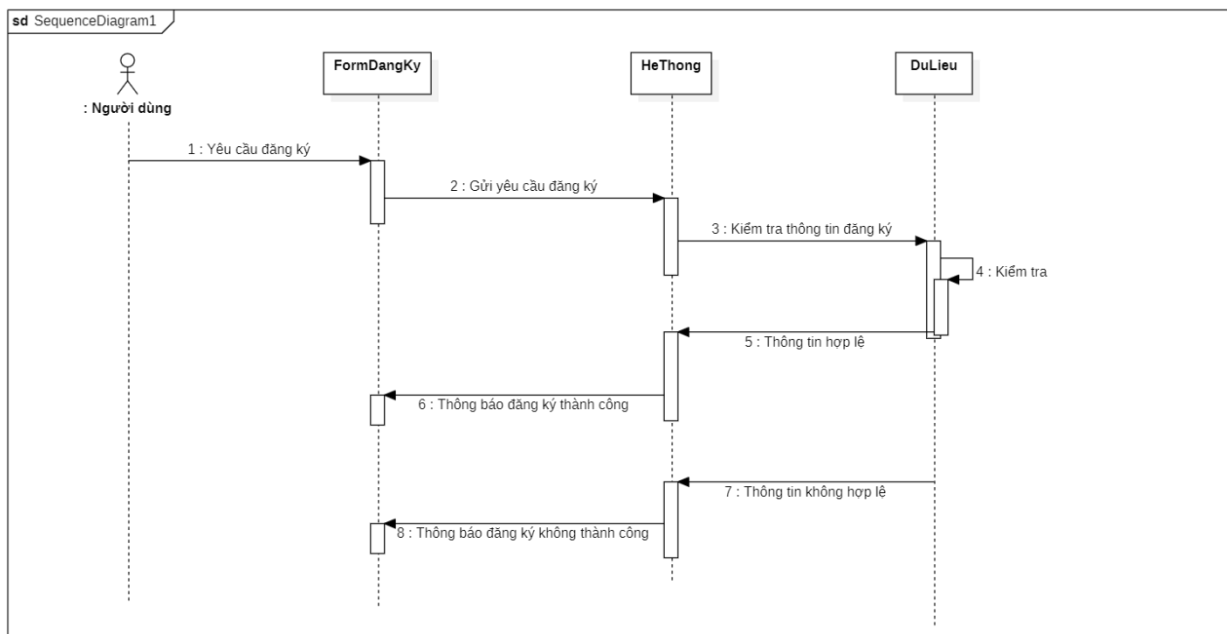 sd SequenceDiagram1
: Người dùng
FormDangKy
HeThong
DuLieu
1 : Yêu cầu đăng ký
2 : Gửi yêu cầu đăng ký
3 : Kiểm tra thông tin đăng ký
4 : Kiểm tra
5 : Thông tin hợp lệ
6 : Thông báo đăng ký thành công
7 : Thông tin không hợp lệ
8 : Thông báo đăng ký không thành công